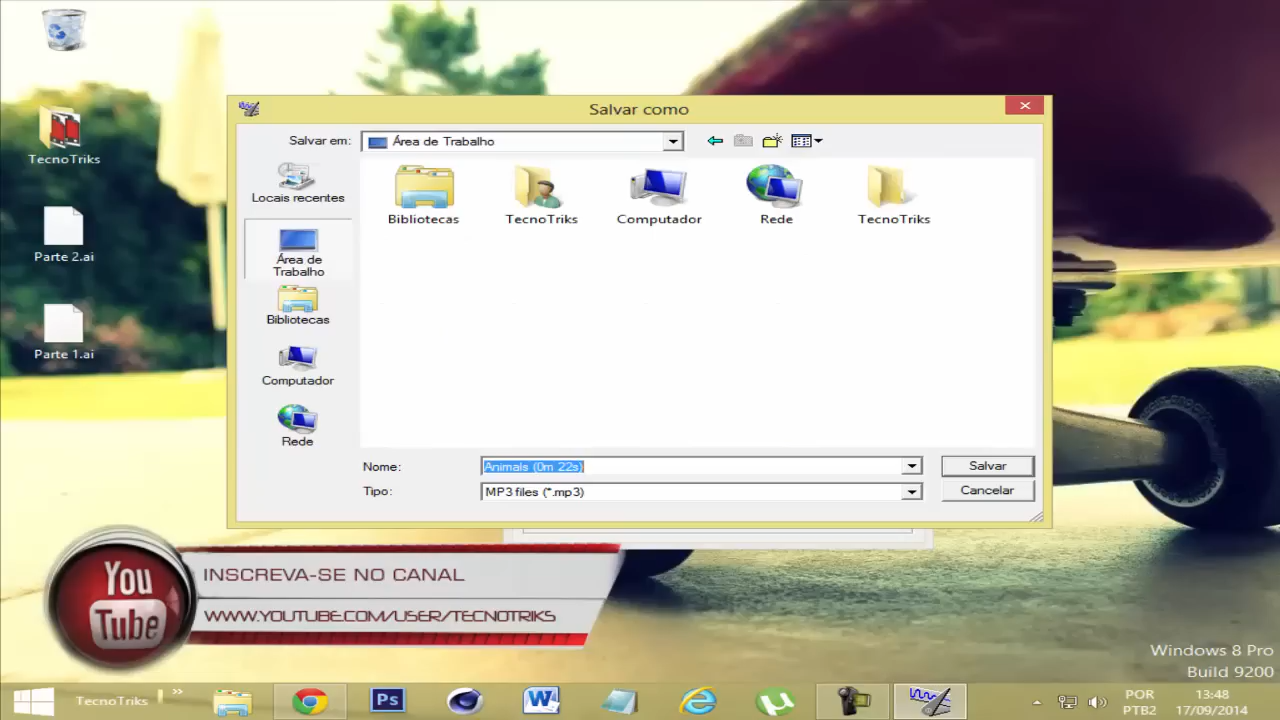 Salvar como
TecnoTriks
Parte 2.ai
Parte 1.ai
Salvar em:
Área de Trabalho
Locais recentes
Área de
Trabalho
Bibliotecas
Computador
Rede
Bibliotecas
TecnoTriks
Computador
Rede
TecnoTriks
Nome:
Animals (0m 22s)
Salvar
Tipo:
MP3 files (*.mp3)
Cancelar
You
Tube
INSCREVA-SE NO CANAL
WWW.YOUTUBE.COM/USER/TECNOTRIKS
Windows 8 Pro
Build 9200
TecnoTriks
Ps
W
POR
PTB2
13:48
17/09/2014